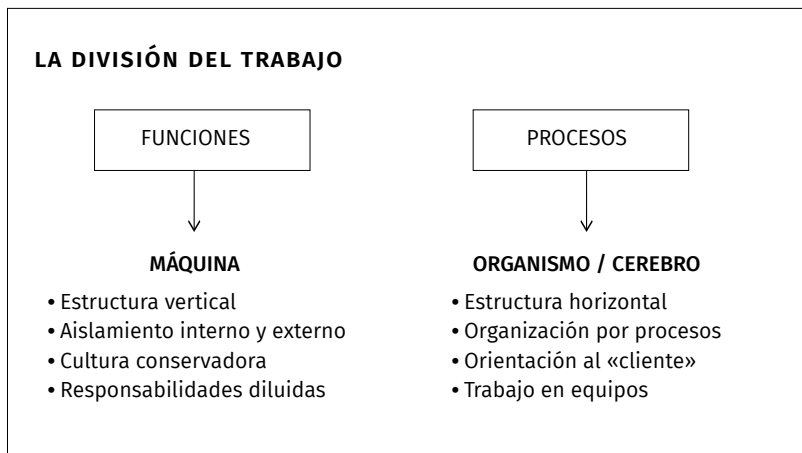 LA DIVISIÓN DEL TRABAJO
FUNCIONES
MÁQUINA
• Estructura vertical
• Aislamiento interno y externo
• Cultura conservadora
• Responsabilidades diluidas
PROCESOS
ORGANISMO / CEREBRO
• Estructura horizontal
• Organización por procesos
• Orientación al «cliente»
• Trabajo en equipos